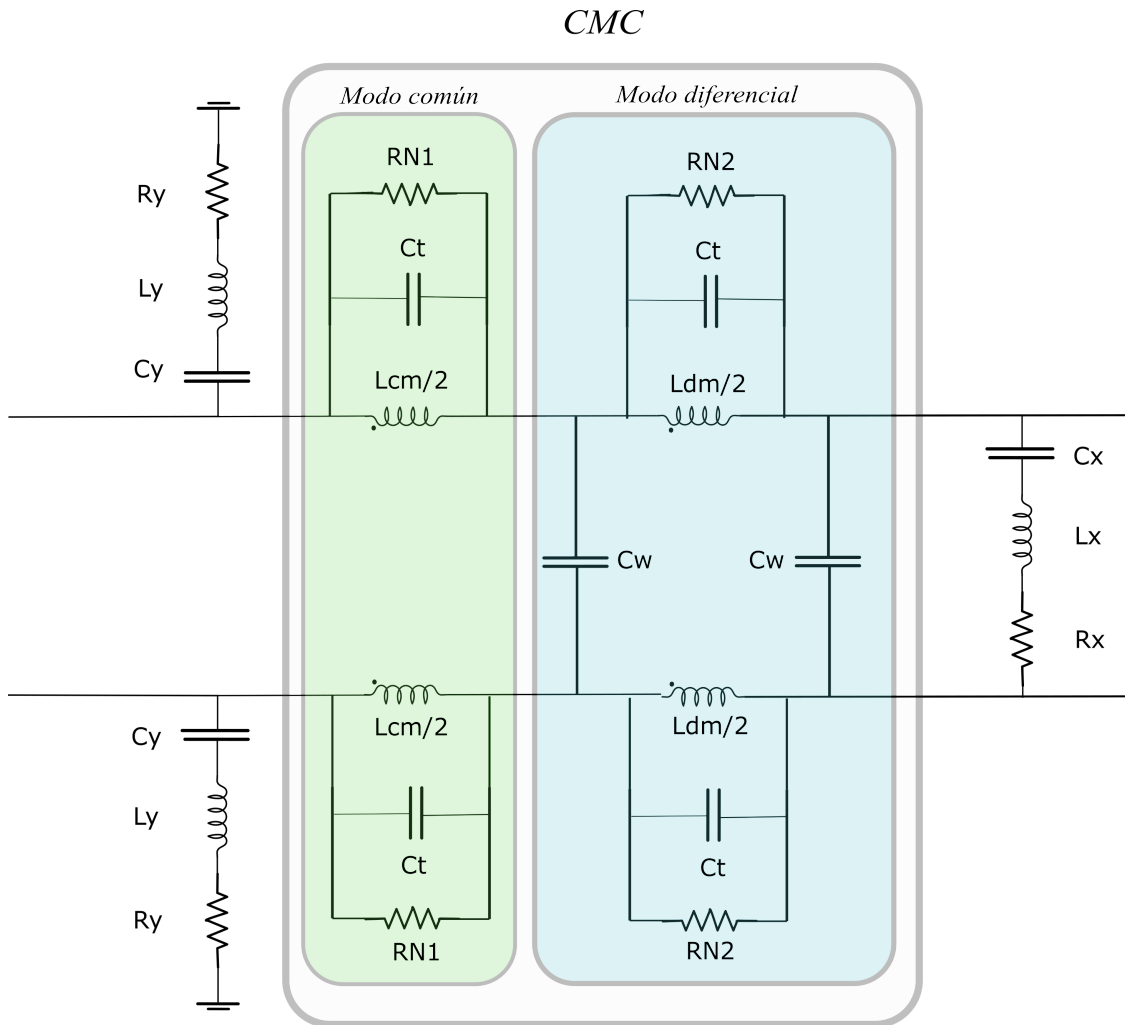 CMC
Modo común
Modo diferencial
RN1
RN2
Ry
Ct
Ct
Ly
Cy
Lcm/2
Ldm/2
Cx
Cw
Cw
Lx
Rx
Lcm/2
Ldm/2
Cy
Ly
Ct
Ct
Ry
RN1
RN2